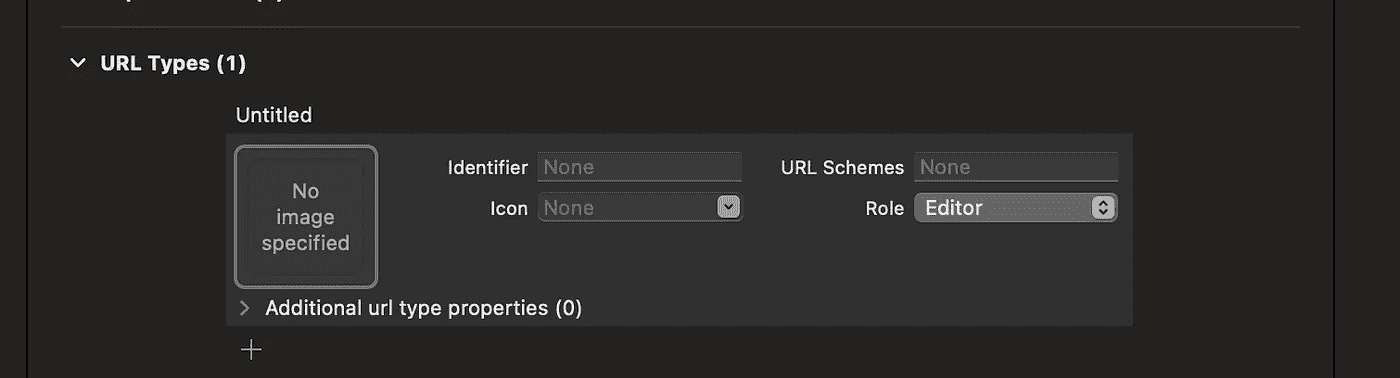 URL Types (1)
Untitled
No
image
specified
Identifier None
URL Schemes None
Icon None
Role Editor
Additional url type properties (0)